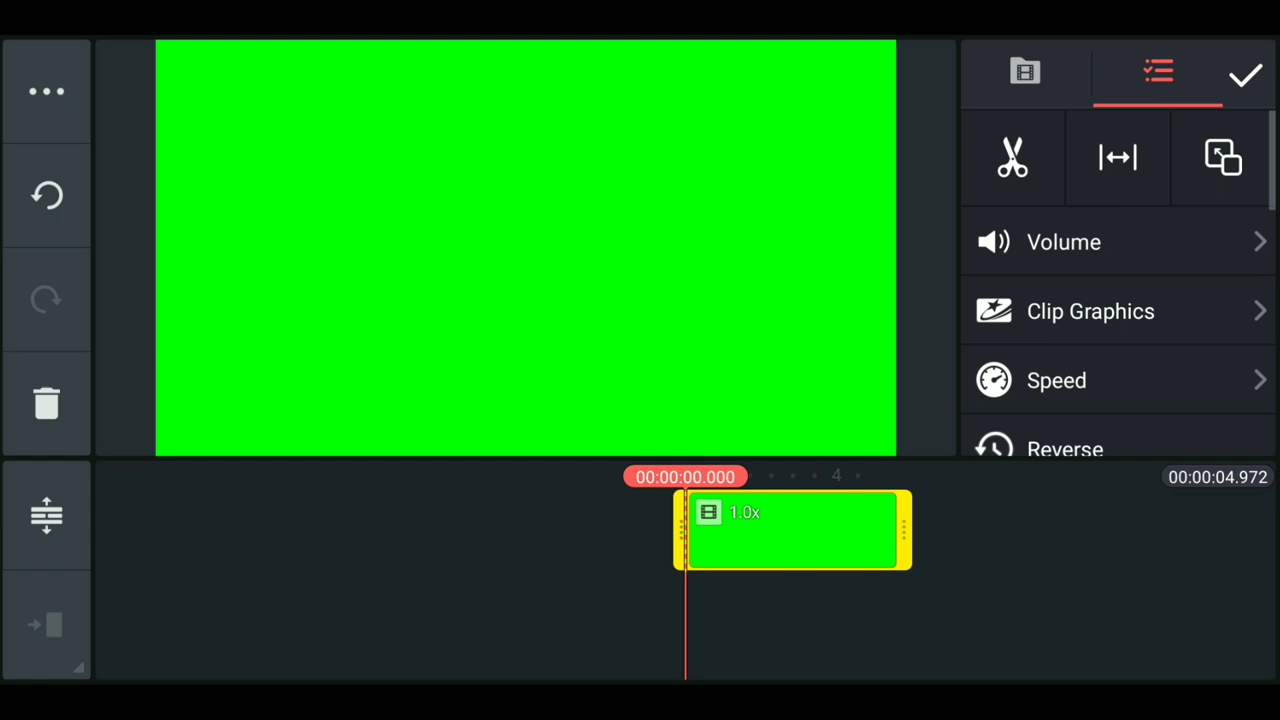 Volume
Clip Graphics
Speed
Reverse
00:00:00.000
4
00:00:04.972
1.0x